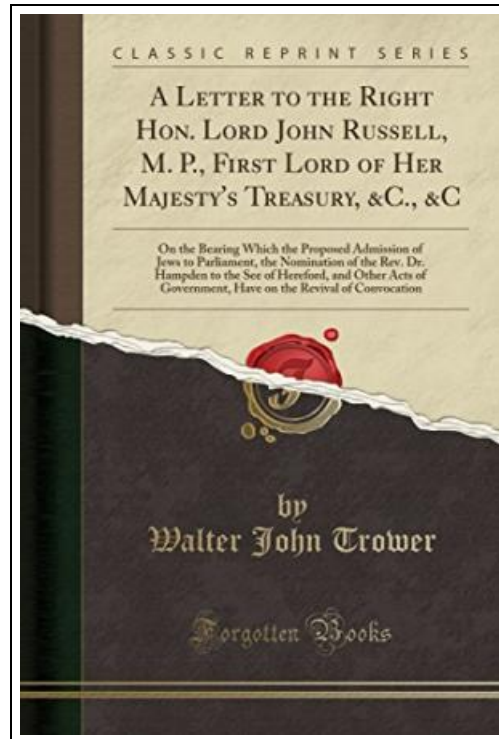 CLASSIC REPRINT SERIES
A LETTER TO THE RIGHT
HON. LORD JOHN RUSSELL,
M. P., FIRST LORD OF HER
MAJESTY'S TREASURY, &C., &C
On the Bearing Which the Proposed Admission of
Jews to Parliament, the Nomination of the Rev. Dr.
Hampden to the See of Hereford, and Other Acts of
Government, Have on the Revival of Convocation
by
Walter John Trower
Forgotten Books